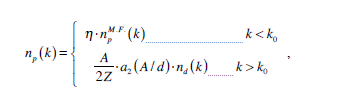 n_p(k) = { η·n_p^{M.F.}(k) k<k_0
A/2Z · a_2(A/d)·n_d(k) k>k_0 ,